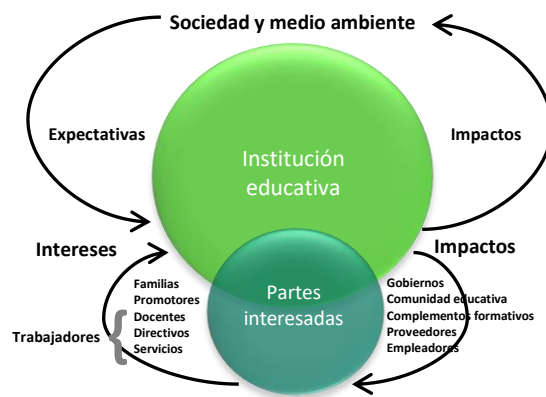 Sociedad y medio ambiente
Expectativas
Impactos
Institución
educativa
Intereses
Impactos
Familias
Promotores
Docentes
Directivos
Servicios
Trabajadores
Partes
interesadas
Gobiernos
Comunidad educativa
Complementos formativos
Proveedores
Empleadores